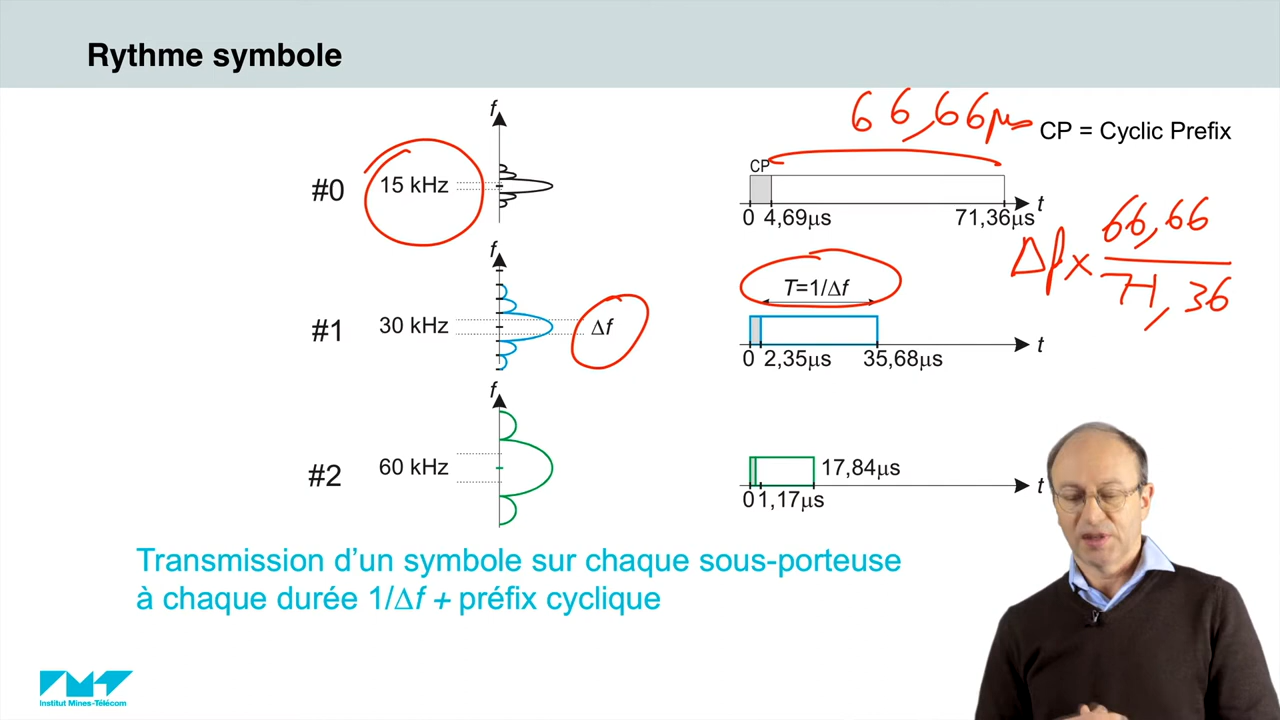 Rythme symbole
f
66,66μs
CP = Cyclic Prefix
#0
15 kHz
CP
t
0
4,69μs
71,36μs
Δf × 66,66
71,36
f
#1
30 kHz
Δf
T=1/Δf
t
0
2,35μs
35,68μs
f
#2
60 kHz
17,84μs
t
0
1,17μs
Transmission d'un symbole sur chaque sous-porteuse
à chaque durée 1/Δf + préfix cyclique
IMT
Institut Mines-Télécom